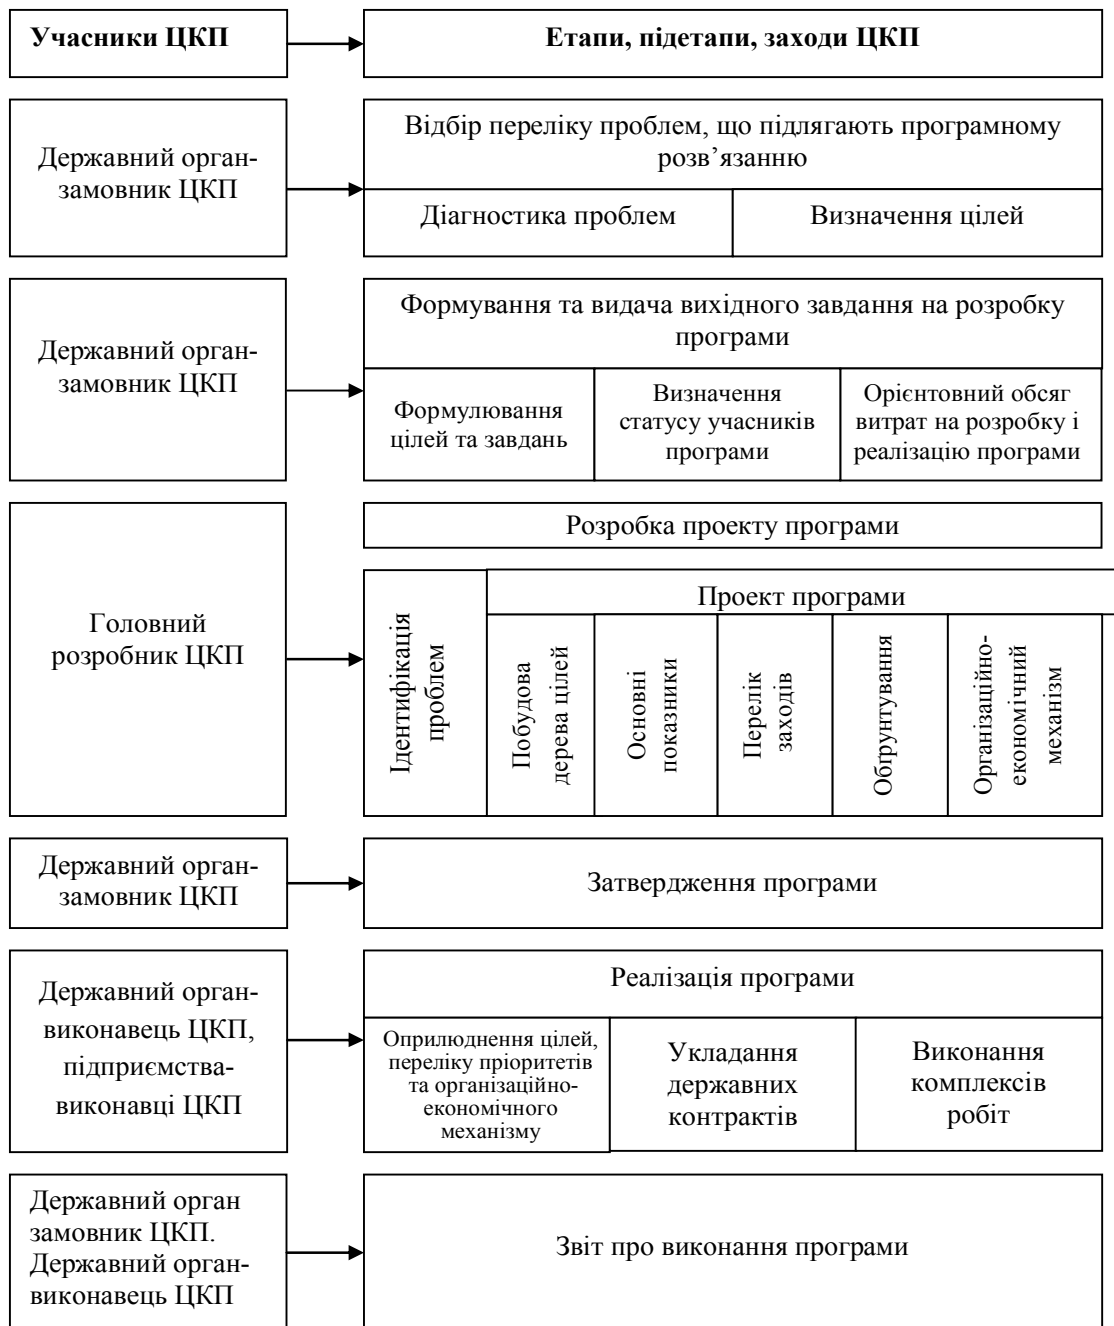 Учасники ЦКП
Етапи, підетапи, заходи ЦКП
Державний орган-
замовник ЦКП
Відбір переліку проблем, що підлягають програмному
розв’язанню
Діагностика проблем
Визначення цілей
Державний орган-
замовник ЦКП
Формування та видача вихідного завдання на розробку
програми
Формулювання
цілей та завдань
Визначення
статусу учасників
програми
Орієнтовний обсяг
витрат на розробку і
реалізацію програми
Головний
розробник ЦКП
Розробка проекту програми
Ідентифікація
проблем
Проект програми
Побудова
дерева цілей
Основні
показники
Перелік
заходів
Обґрунтування
Організаційно-
економічний
механізм
Державний орган-
замовник ЦКП
Затвердження програми
Державний орган-
виконавець ЦКП,
підприємства-
виконавці ЦКП
Реалізація програми
Оприлюднення цілей,
переліку пріоритетів
та організаційно-
економічного
механізму
Укладання
державних
контрактів
Виконання
комплексів
робіт
Державний орган
замовник ЦКП.
Державний орган-
виконавець ЦКП
Звіт про виконання програми